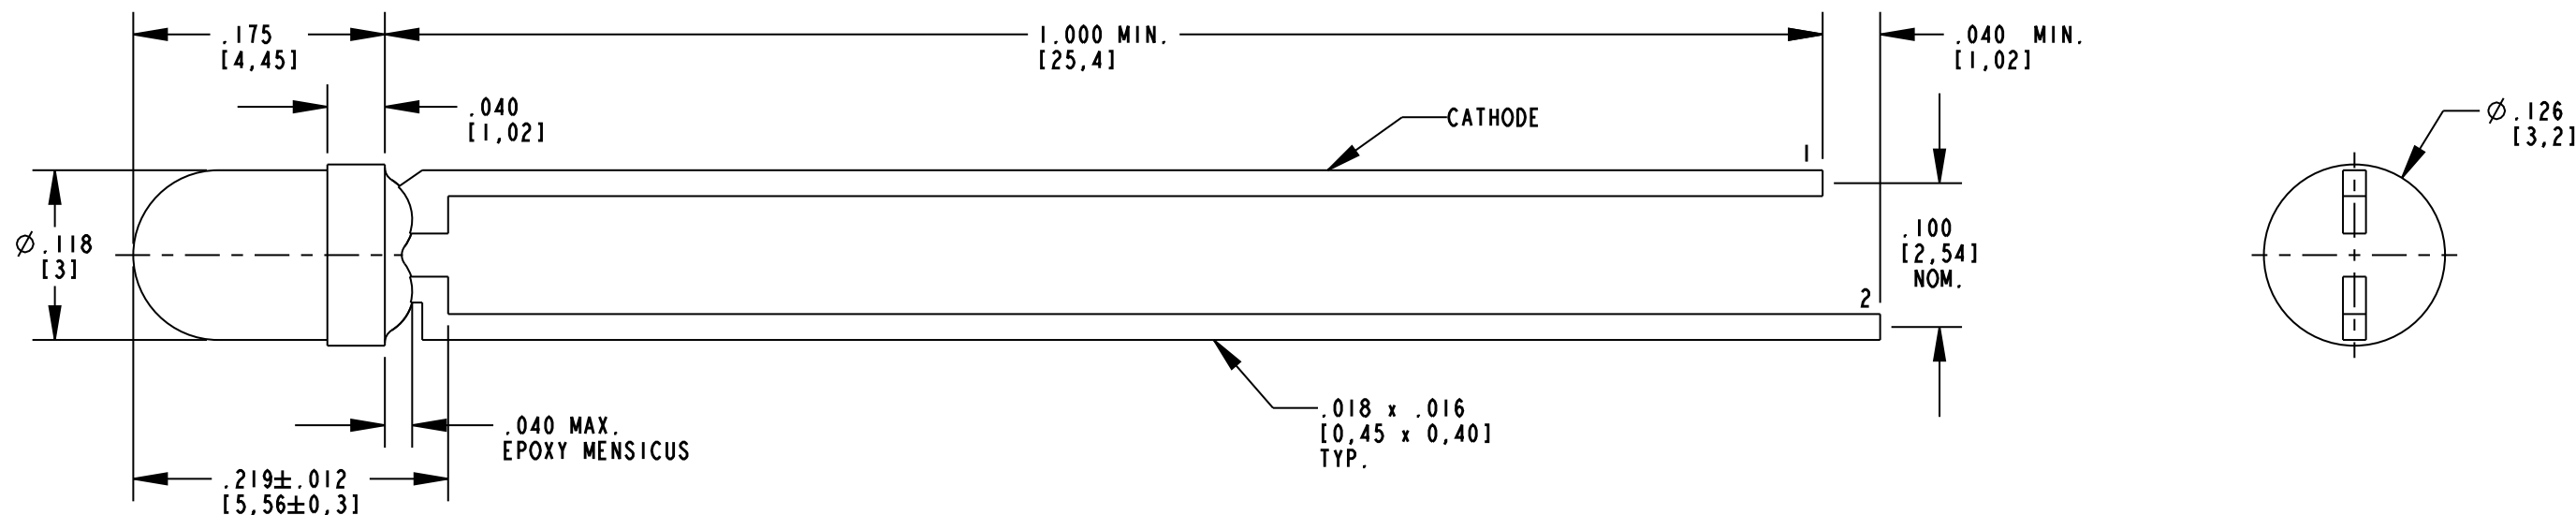 .175
[4,45]
1.000 MIN.
[25,4]
.040 MIN.
[1,02]
.040
[1,02]
CATHODE
Ø .126
[3,2]
1
Ø .118
[3]
.100
[2,54]
NOM.
2
.018 x .016
[0,45 x 0,40]
TYP.
.040 MAX.
EPOXY MENSICUS
.219±.012
[5,56±0,3]